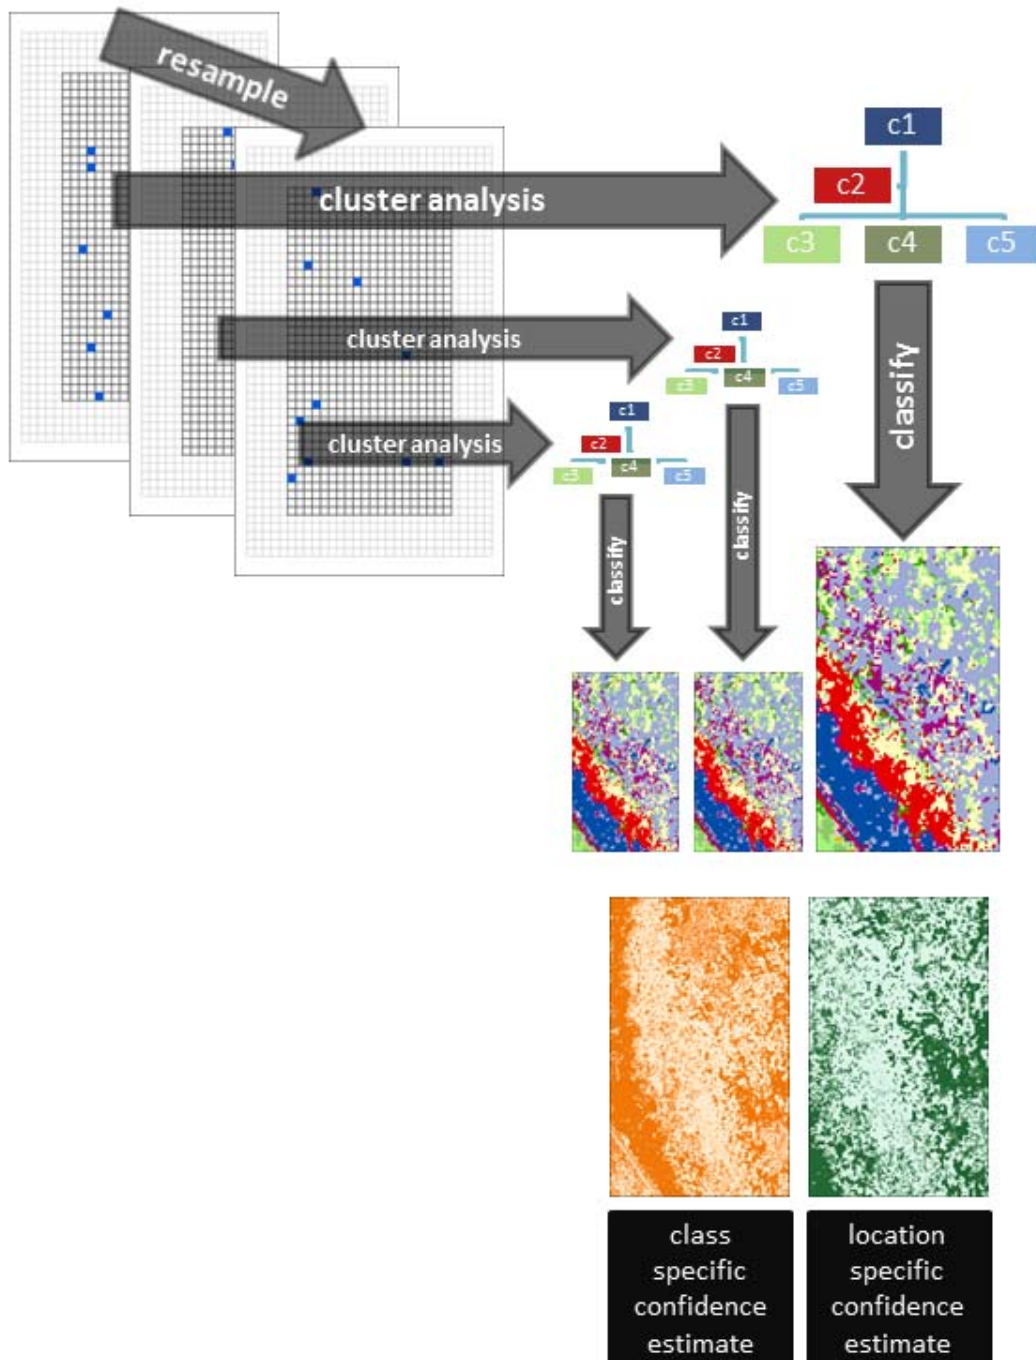 resample
cluster analysis
c1
c2
c3
c4
c5
cluster analysis
c1
c2
c3
c4
c5
cluster analysis
c1
c2
c3
c4
c5
classify
classify
classify
class
specific
confidence
estimate
location
specific
confidence
estimate